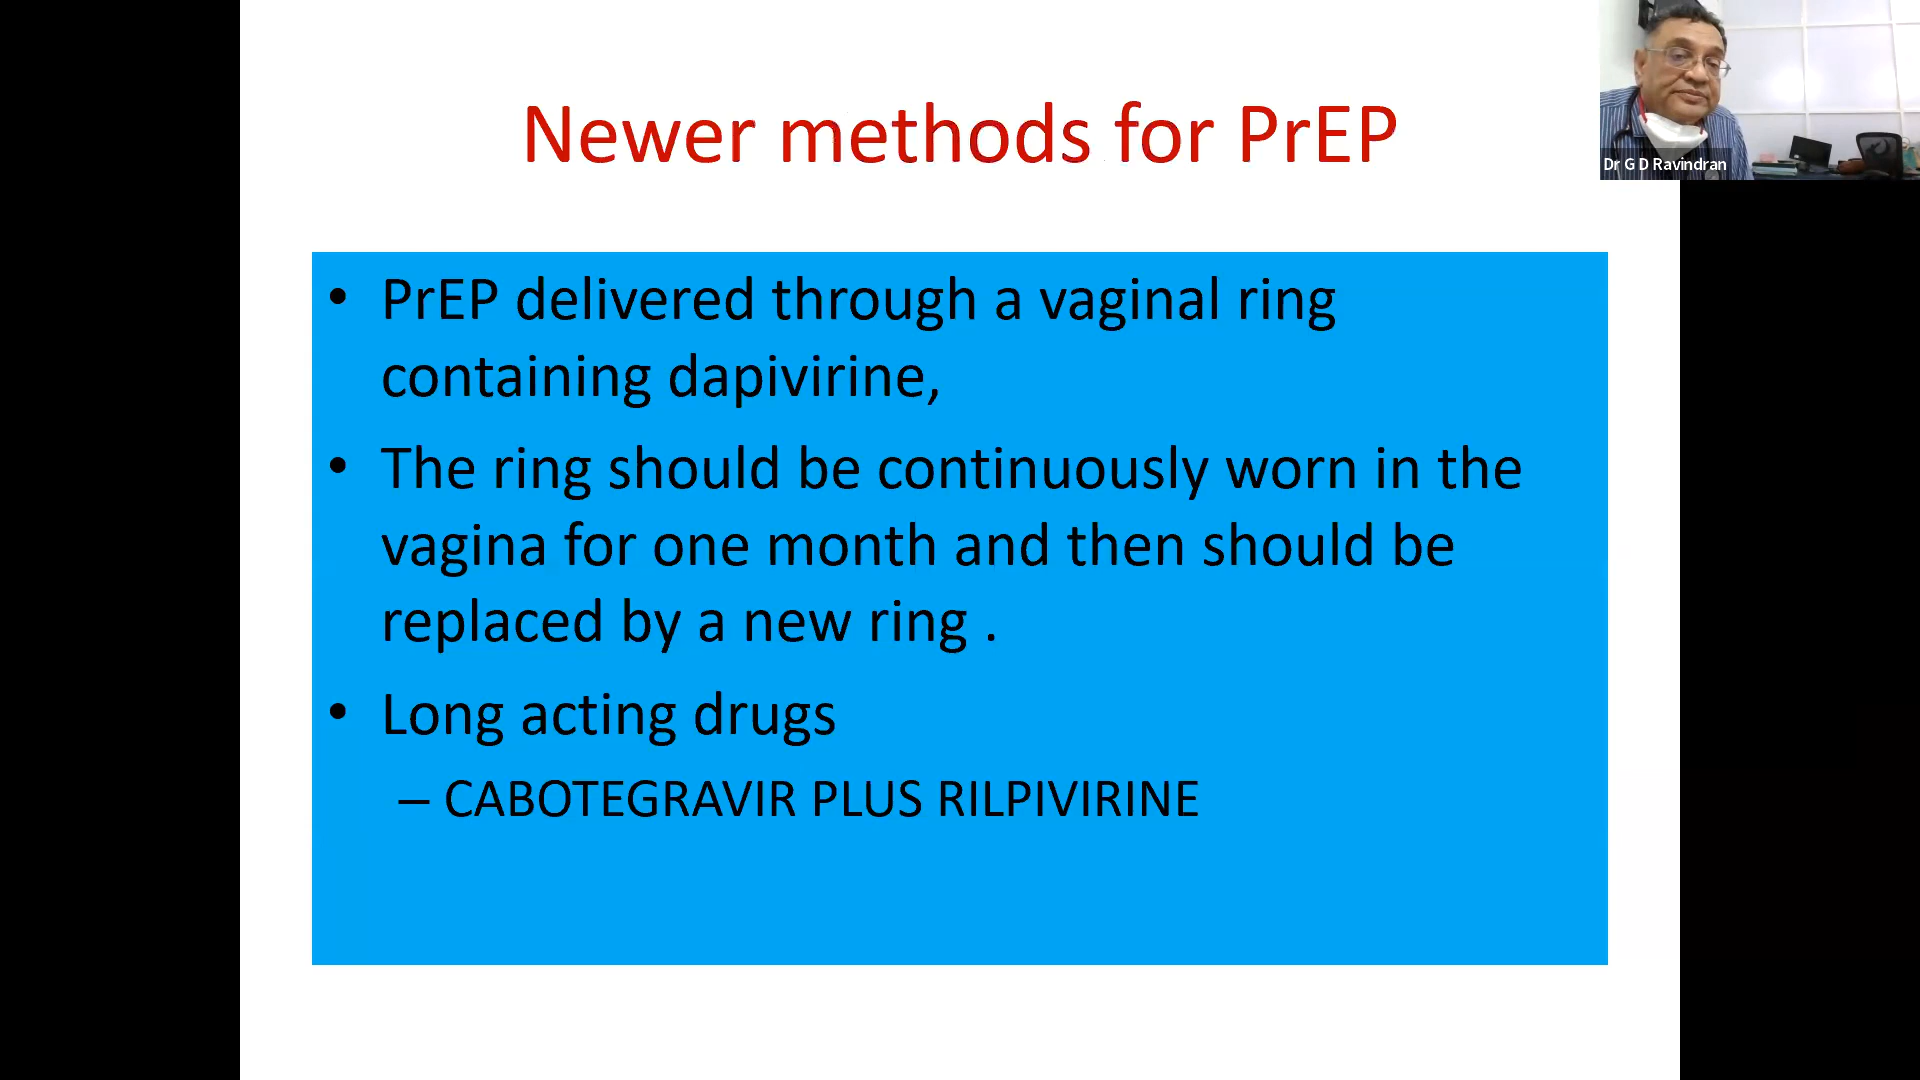 Newer methods for PrEP
Dr G D Ravindran
• PrEP delivered through a vaginal ring
containing dapivirine,
• The ring should be continuously worn in the
vagina for one month and then should be
replaced by a new ring .
• Long acting drugs
– CABOTEGRAVIR PLUS RILPIVIRINE